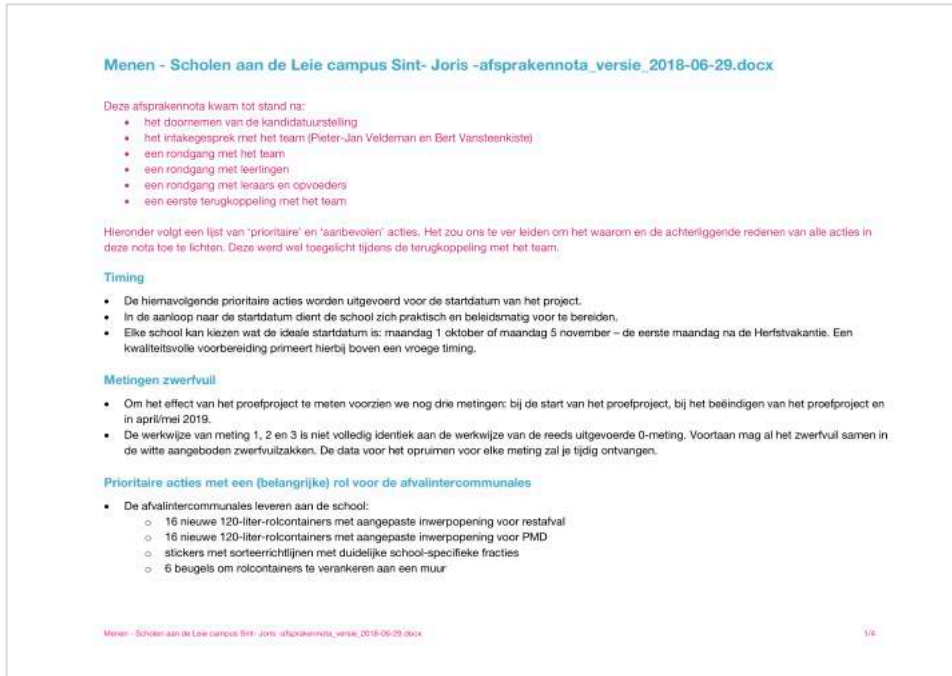 Menen - Scholen aan de Leie campus Sint- Joris -afsprakennota_versie_2018-06-29.docx
Deze afsprakennota kwam tot stand na:
• het doornemen van de kandidatuurstelling
• het intakegesprek met het team (Pieter-Jan Veldeman en Bert Vansteenkiste)
• een rondgang met het team
• een rondgang met leerlingen
• een rondgang met leraars en opvoeders
• een eerste terugkoppeling met het team
Hieronder volgt een lijst van 'prioritaire' en 'aanbevolen' acties. Het zou ons te ver leiden om het waarom en de achterliggende redenen van alle acties in
deze nota toe te lichten. Deze werd wel toegelicht tijdens de terugkoppeling met het team.
Timing
• De hiernavolgende prioritaire acties worden uitgevoerd voor de startdatum van het project.
• In de aanloop naar de startdatum dient de school zich praktisch en beleidsmatig voor te bereiden.
• Elke school kan kiezen wat de ideale startdatum is: maandag 1 oktober of maandag 5 november – de eerste maandag na de Herfstvakantie. Een
kwaliteitsvolle voorbereiding primeert hierbij boven een vroege timing.
Metingen zwerfvuil
• Om het effect van het proefproject te meten voorzien we nog drie metingen: bij de start van het proefproject, bij het beëindigen van het proefproject en
in april/mei 2019.
• De werkwijze van meting 1, 2 en 3 is niet volledig identiek aan de werkwijze van de reeds uitgevoerde 0-meting. Voortaan mag al het zwerfvuil samen in
de witte aangeboden zwerfvuilzakken. De data voor het opruimen voor elke meting zal je tijdig ontvangen.
Prioritaire acties met een (belangrijke) rol voor de afvalintercommunales
• De afvalintercommunales leveren aan de school:
○ 16 nieuwe 120-liter-rolcontainers met aangepaste inwerpopening voor restafval
○ 16 nieuwe 120-liter-rolcontainers met aangepaste inwerpopening voor PMD
○ stickers met sorteerrichtlijnen met duidelijke school-specifieke fracties
○ 6 beugels om rolcontainers te verankeren aan een muur
Menen - Scholen aan de Leie campus Sint- Joris -afsprakennota_versie_2018-06-29.docx
1/4